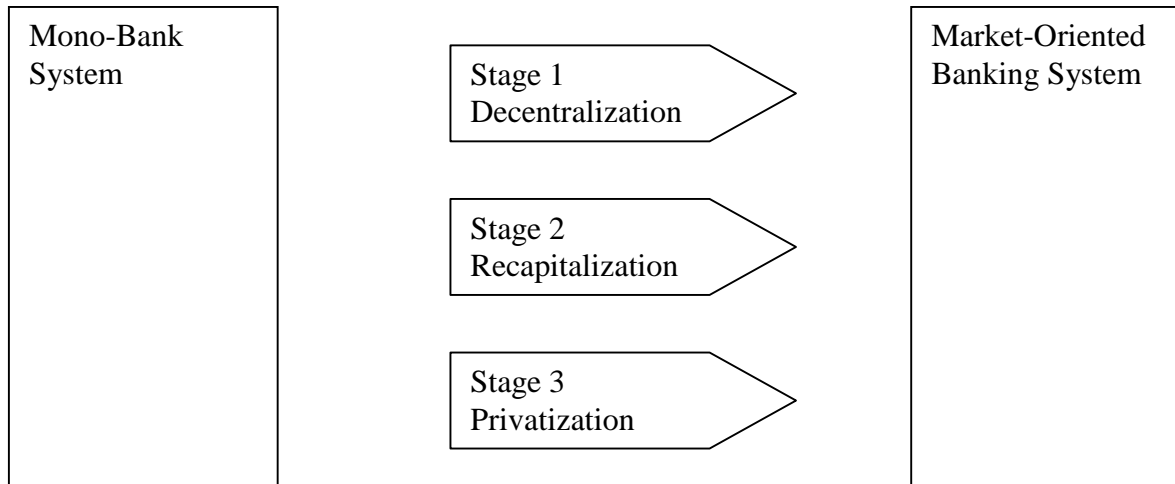 Mono-Bank
System
Stage 1
Decentralization
Stage 2
Recapitalization
Stage 3
Privatization
Market-Oriented
Banking System